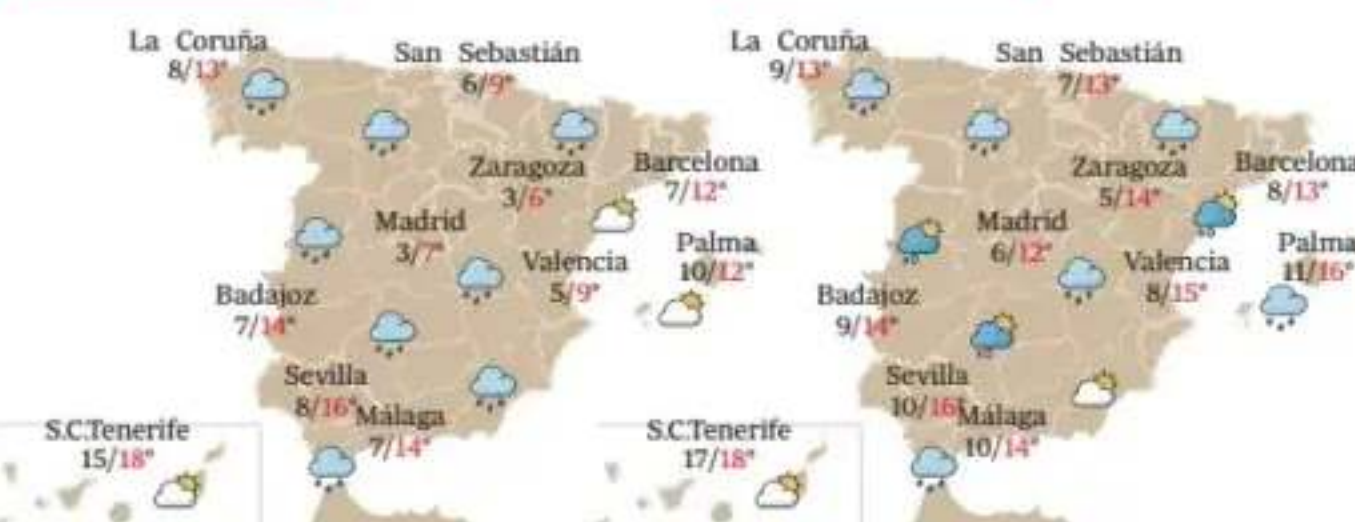 La Coruña
8/13°
San Sebastián
6/9°
Zaragoza
3/6°
Barcelona
7/12°
Madrid
3/7°
Palma
10/12°
Valencia
5/9°
Badajoz
7/14°
Sevilla
8/16°
Málaga
7/14°
S.C.Tenerife
15/18°
La Coruña
9/13°
San Sebastián
7/13°
Zaragoza
5/14°
Barcelona
8/13°
Madrid
6/12°
Palma
11/16°
Valencia
8/15°
Badajoz
9/14°
Sevilla
10/16°
Málaga
10/14°
S.C.Tenerife
17/18°